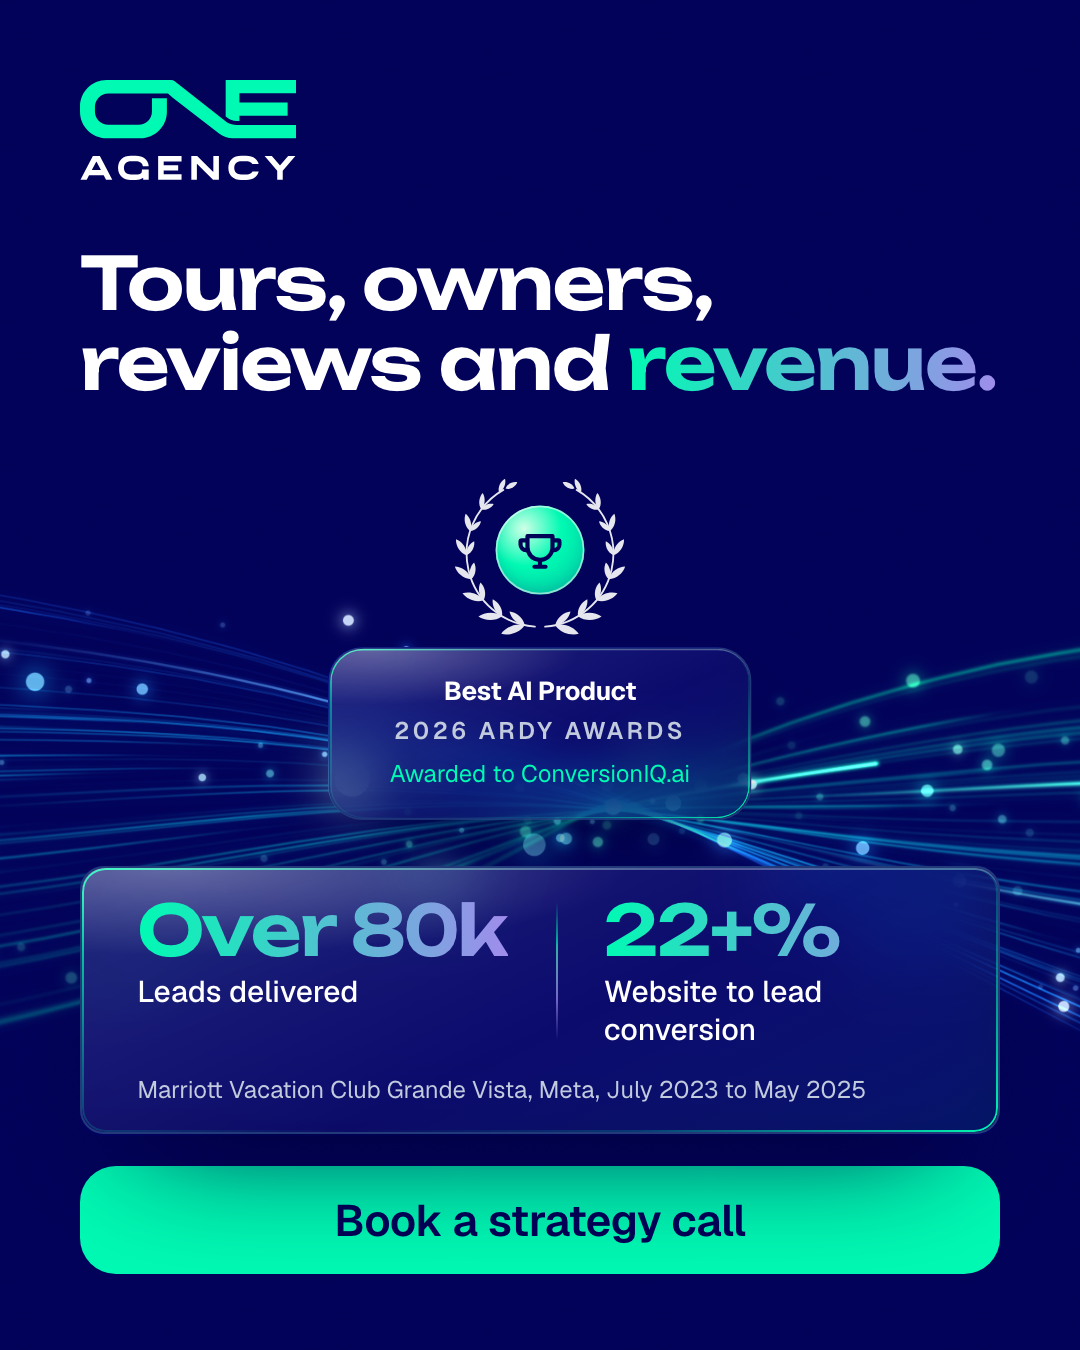 ONE
AGENCY
Tours, owners,
reviews and revenue.
Best AI Product
2026 ARDY AWARDS
Awarded to ConversionIQ.ai
Over 80k
Leads delivered
22+%
Website to lead
conversion
Marriott Vacation Club Grande Vista, Meta, July 2023 to May 2025
Book a strategy call